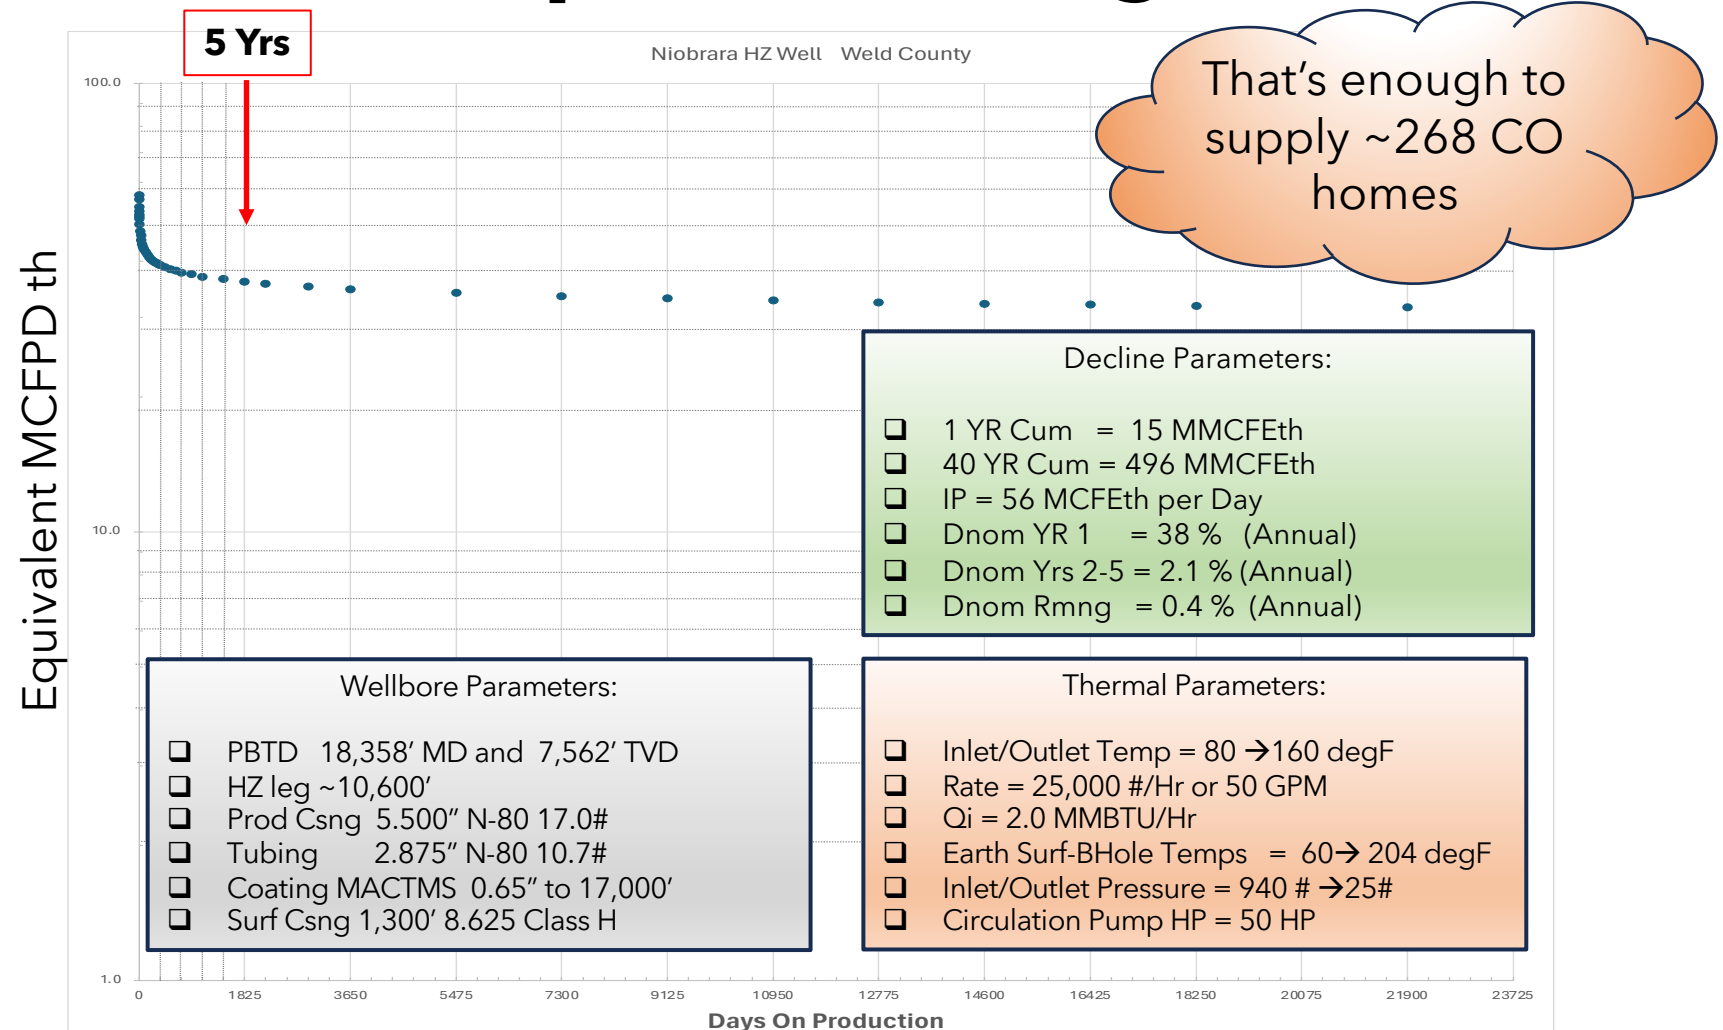 5 Yrs
Niobrara HZ Well   Weld County
That's enough to
supply ~268 CO
homes
Equivalent MCFPD th
100.0
10.0
1.0
Decline Parameters:
❑ 1 YR Cum = 15 MMCFEth
❑ 40 YR Cum = 496 MMCFEth
❑ IP = 56 MCFEth per Day
❑ Dnom YR 1 = 38 % (Annual)
❑ Dnom Yrs 2-5 = 2.1 % (Annual)
❑ Dnom Rmng = 0.4 % (Annual)
Wellbore Parameters:
❑ PBTD 18,358’ MD and 7,562’ TVD
❑ HZ leg ~10,600’
❑ Prod Csng 5.500” N-80 17.0#
❑ Tubing 2.875” N-80 10.7#
❑ Coating MACTMS 0.65” to 17,000’
❑ Surf Csng 1,300’ 8.625 Class H
Thermal Parameters:
❑ Inlet/Outlet Temp = 80 →160 degF
❑ Rate = 25,000 #/Hr or 50 GPM
❑ Qi = 2.0 MMBTU/Hr
❑ Earth Surf-BHole Temps = 60→ 204 degF
❑ Inlet/Outlet Pressure = 940 # →25#
❑ Circulation Pump HP = 50 HP
0 1825 3650 5475 7300 9125 10950 12775 14600 16425 18250 20075 21900 23725
Days On Production